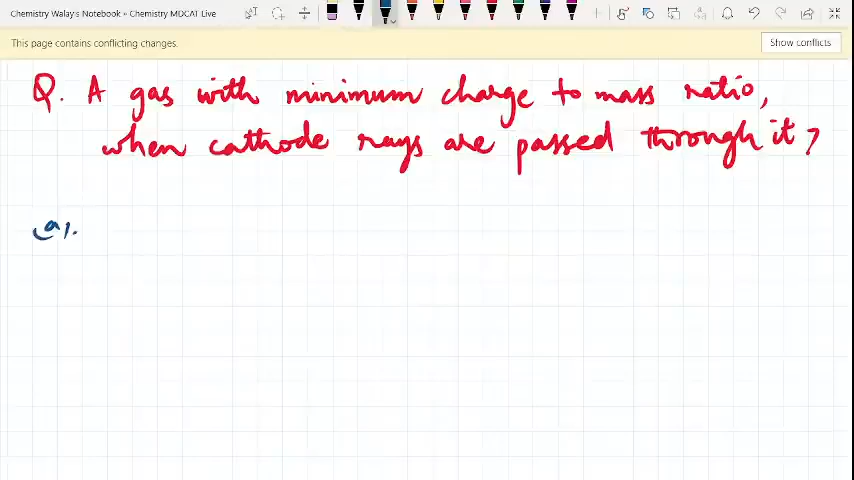 Chemistry Walay's Notebook » Chemistry MDCAT Live
This page contains conflicting changes.
Show conflicts
Q. A gas with minimum charge to mass ratio,
when cathode rays are passed through it ?
a).